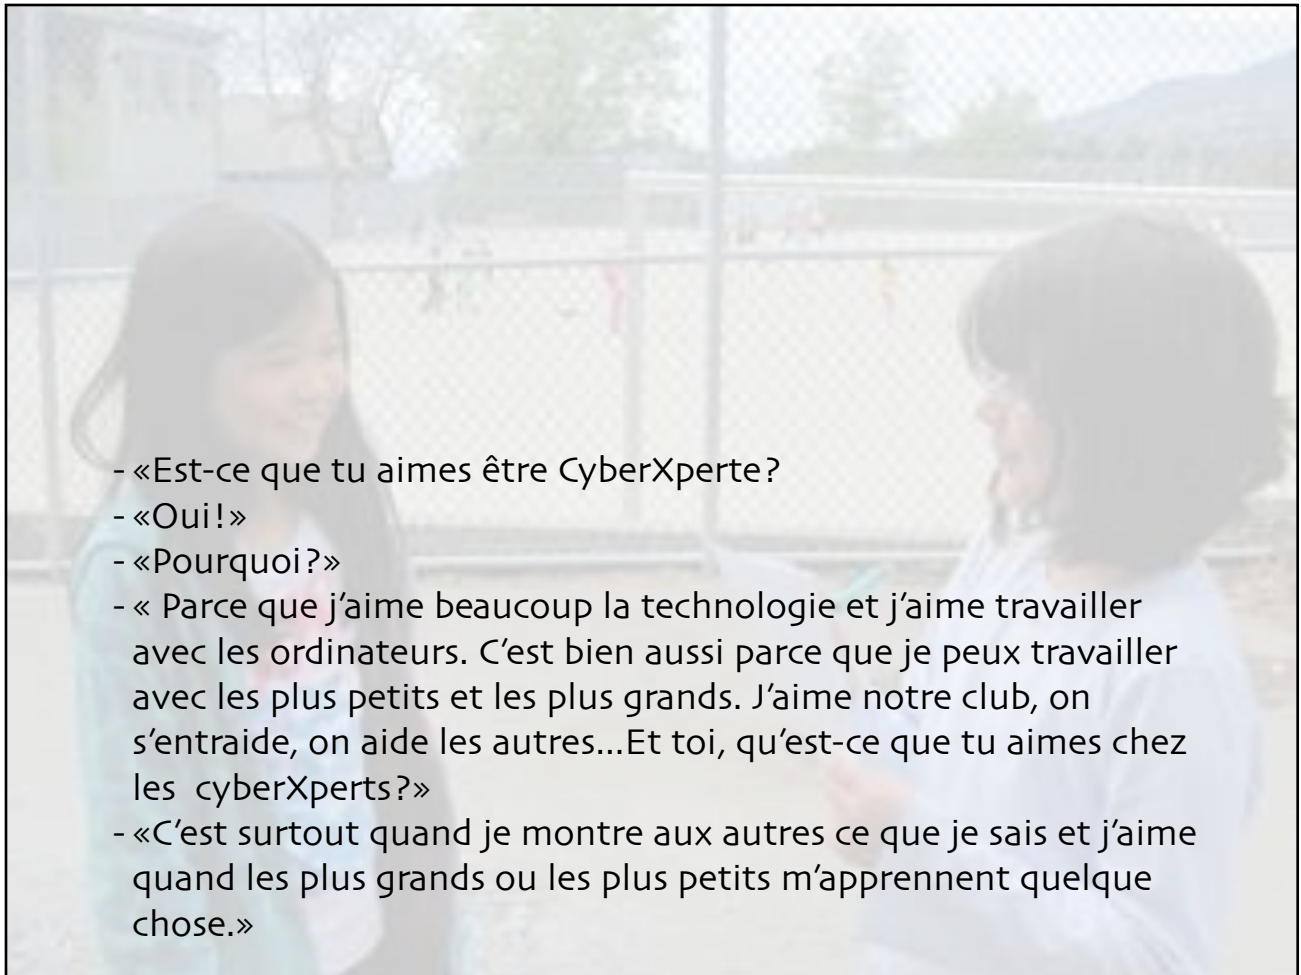 - «Est-ce que tu aimes être CyberXperte?
- «Oui!»
- «Pourquoi?»
- « Parce que j'aime beaucoup la technologie et j'aime travailler
avec les ordinateurs. C'est bien aussi parce que je peux travailler
avec les plus petits et les plus grands. J'aime notre club, on
s'entraide, on aide les autres...Et toi, qu'est-ce que tu aimes chez
les  cyberXperts?»
- «C'est surtout quand je montre aux autres ce que je sais et j'aime
quand les plus grands ou les plus petits m'apprennent quelque
chose.»